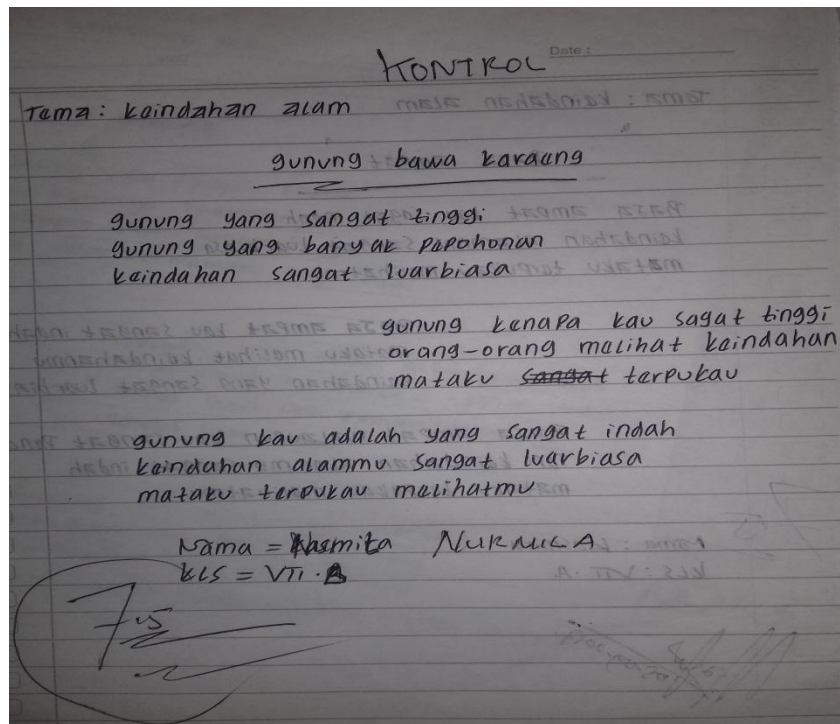 KONTROL
Date :
Tema : keindahan alam
gunung bawa karaeng
gunung yang sangat tinggi
gunung yang banyak pepohonan
keindahan sangat luarbiasa
gunung kenapa kau sagat tinggi
orang-orang melihat keindahan
mataku sangat terpukau
gunung kau adalah yang sangat indah
keindahan alammu sangat luarbiasa
mataku terpukau melihatmu
Nama = NURMILA
KLS = VII.